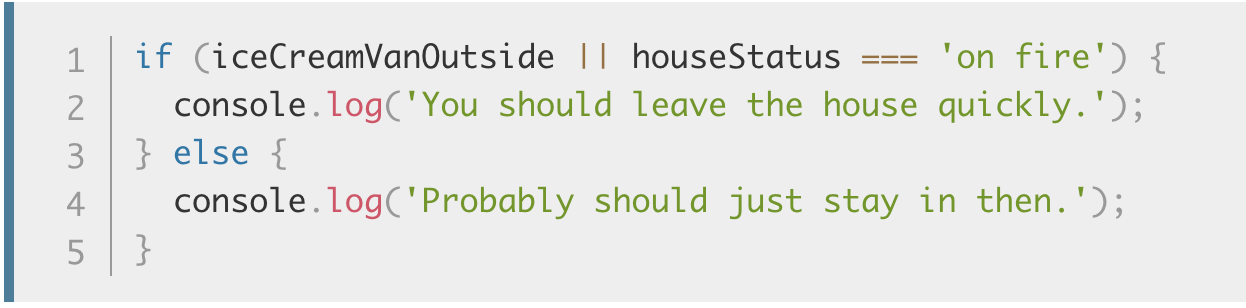 1 if (iceCreamVanOutside || houseStatus === 'on fire') {
2   console.log('You should leave the house quickly.');
3 } else {
4   console.log('Probably should just stay in then.');
5 }